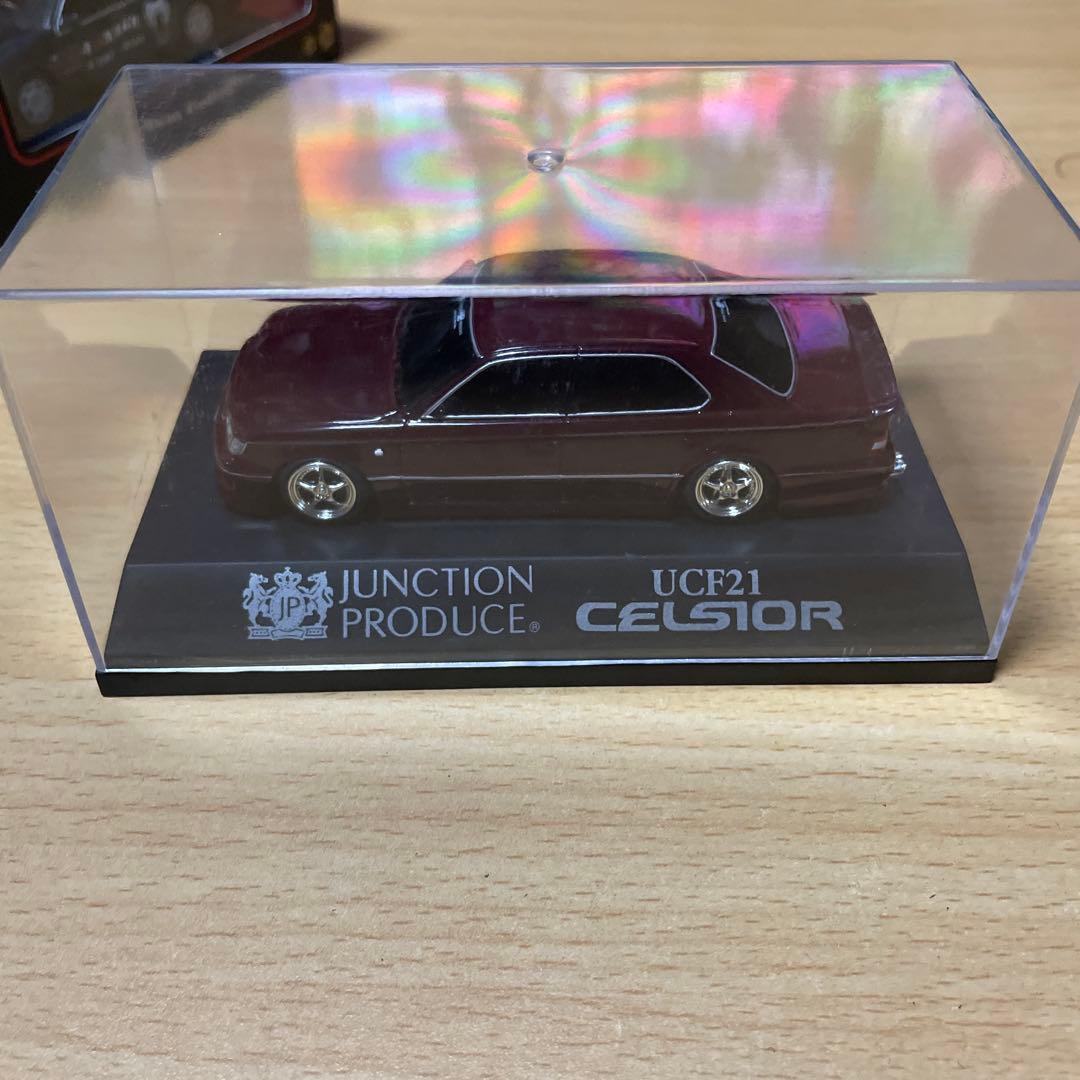 JP
JUNCTION
PRODUCE®
UCF21
CELSIOR